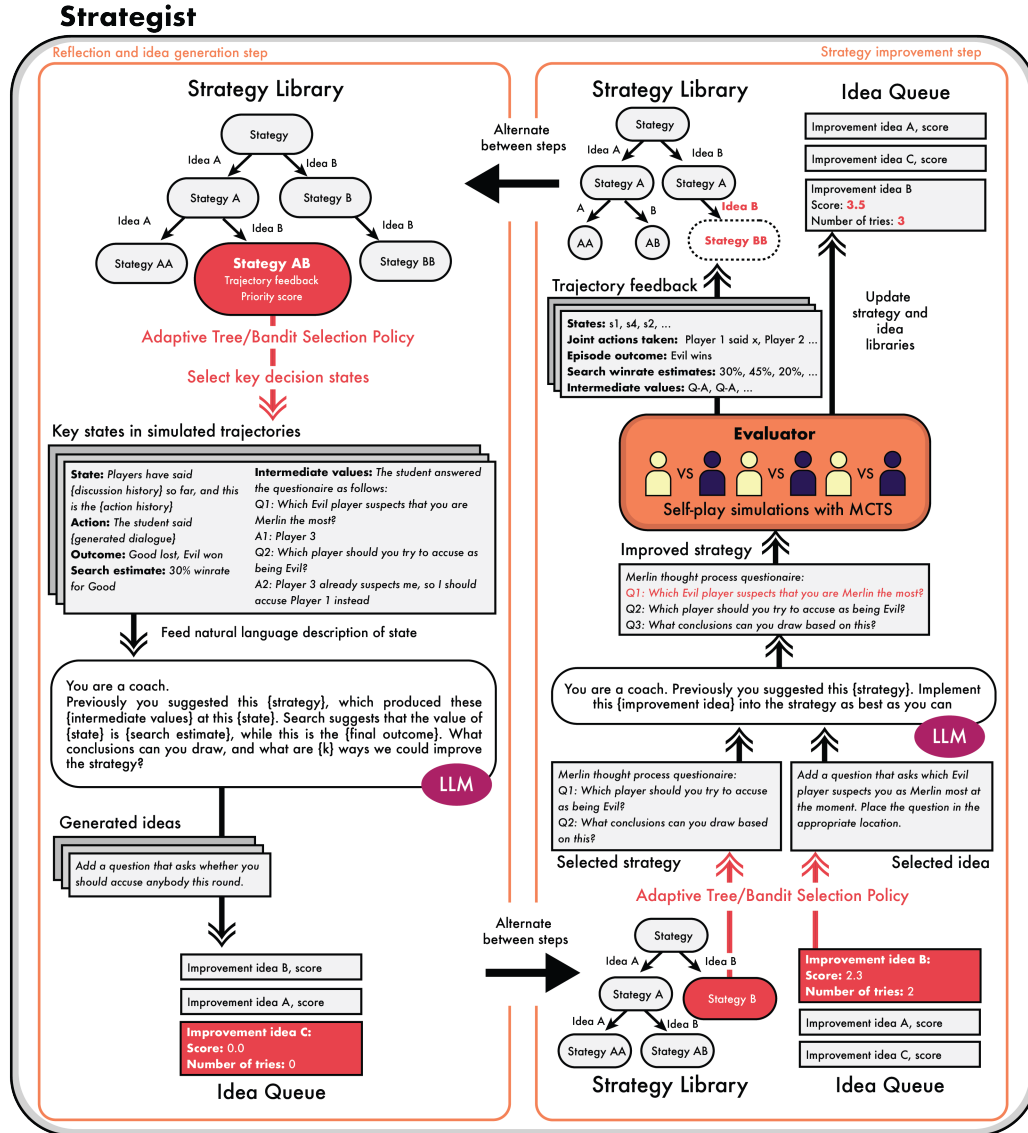 Strategist
Reflection and idea generation step
Strategy Library
Stategy
Idea A
Idea B
Stategy A
Stategy B
Idea A
Idea B
Stategy AA
Stategy AB
Trajectory feedback
Priority score
Stategy BB
Adaptive Tree/Bandit Selection Policy
Select key decision states
Key states in simulated trajectories
State: Players have said
{discussion history} so far, and this
is the {action history}
Action: The student said
{generated dialogue}
Outcome: Good lost, Evil won
Search estimate: 30% winrate
for Good
Intermediate values: The student answered
the questionaire as follows:
Q1: Which Evil player suspects that you are
Merlin the most?
A1: Player 3
Q2: Which player should you try to accuse as
being Evil?
A2: Player 3 already suspects me, so I should
accuse Player 1 instead
Feed natural language description of state
You are a coach.
Previously you suggested this {strategy}, which produced these
{intermediate values} at this {state}. Search suggests that the value of
{state} is {search estimate}, while this is the {final outcome}. What
conclusions can you draw, and what are {k} ways we could improve
the strategy?
LLM
Generated ideas
Add a question that asks whether you
should accuse anybody this round.
Improvement idea B, score
Improvement idea A, score
Improvement idea C:
Score: 0.0
Number of tries: 0
Idea Queue
Alternate
between steps
Alternate
between steps
Strategy improvement step
Strategy Library
Stategy
Idea A
Idea B
Stategy A
Stategy A
A
B
Idea B
AA
AB
Stategy BB
Idea Queue
Improvement idea A, score
Improvement idea C, score
Improvement idea B
Score: 3.5
Number of tries: 3
Trajectory feedback
States: s1, s4, s2, ...
Joint actions taken: Player 1 said x, Player 2 ...
Episode outcome: Evil wins
Search winrate estimates: 30%, 45%, 20%, ...
Intermediate values: Q-A, Q-A, ...
Update
strategy and
idea
libraries
Evaluator
VS
VS
VS
Self-play simulations with MCTS
Improved strategy
Merlin thought process questionaire:
Q1: Which Evil player suspects that you are Merlin the most?
Q2: Which player should you try to accuse as being Evil?
Q3: What conclusions can you draw based on this?
You are a coach. Previously you suggested this {strategy}. Implement
this {improvement idea} into the strategy as best as you can
LLM
Merlin thought process questionaire:
Q1: Which player should you try to accuse
as being Evil?
Q2: What conclusions can you draw based
on this?
Selected strategy
Add a question that asks which Evil
player suspects you as Merlin most at
the moment. Place the question in the
appropriate location.
Selected idea
Adaptive Tree/Bandit Selection Policy
Stategy
Idea A
Idea B
Stategy A
Stategy B
Idea A
Idea B
Stategy AA
Stategy AB
Strategy Library
Improvement idea B:
Score: 2.3
Number of tries: 2
Improvement idea A, score
Improvement idea C, score
Idea Queue